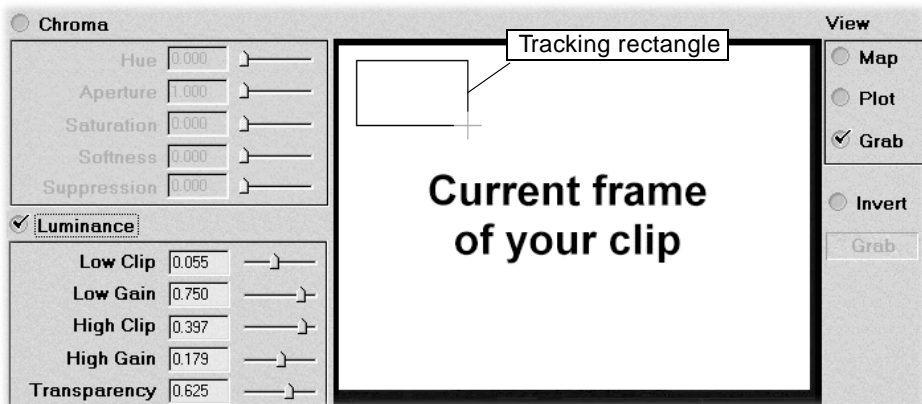 Chroma
Hue 0.000
Aperture 1.000
Saturation 0.000
Softness 0.000
Suppression 0.000
Luminance
Low Clip 0.055
Low Gain 0.750
High Clip 0.397
High Gain 0.179
Transparency 0.625
Tracking rectangle
Current frame
of your clip
View
Map
Plot
Grab
Invert
Grab